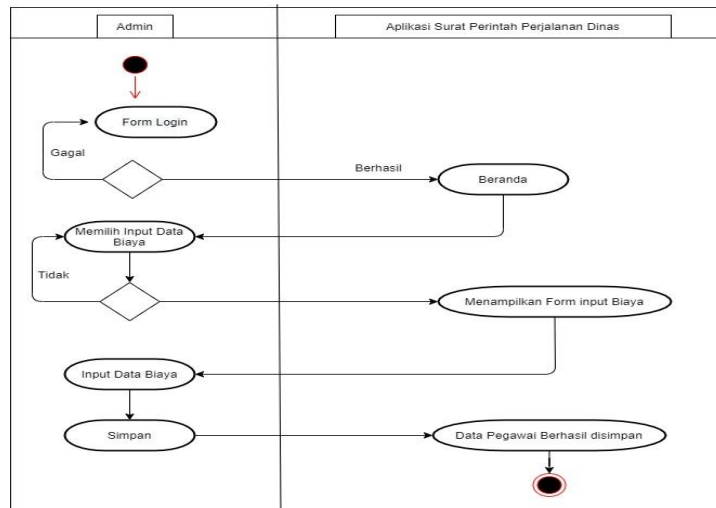 Admin
Aplikasi Surat Perintah Perjalanan Dinas
Form Login
Gagal
Berhasil
Beranda
Memilih Input Data
Biaya
Tidak
Menampilkan Form input Biaya
Input Data Biaya
Simpan
Data Pegawai Berhasil disimpan